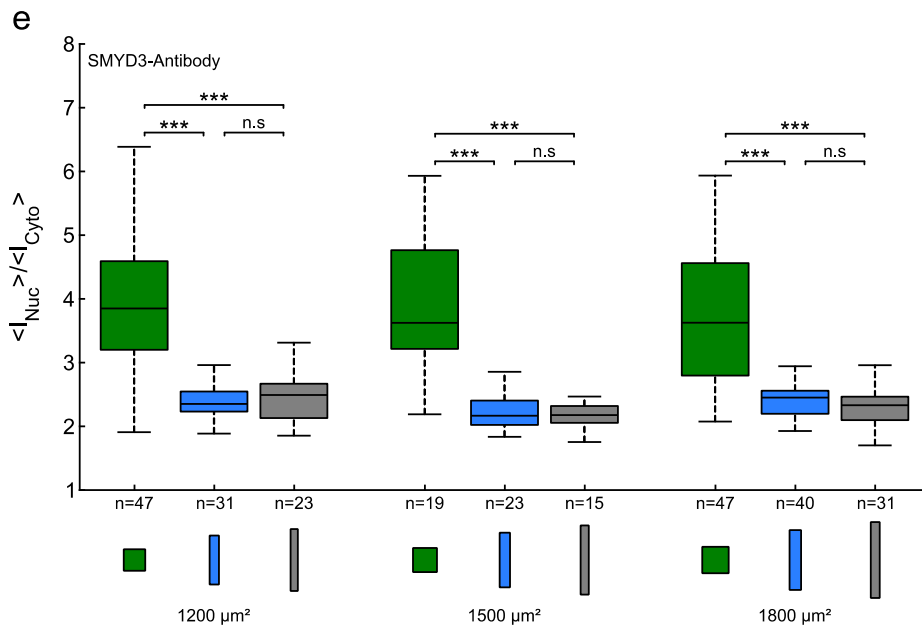 e
8
SMYD3-Antibody
7
6
5
4
3
2
1
<I_Nuc>/<I_Cyto>
***
***
n.s
***
***
n.s
***
***
n.s
n=47 n=31 n=23 n=19 n=23 n=15 n=47 n=40 n=31
1200 µm² 1500 µm² 1800 µm²